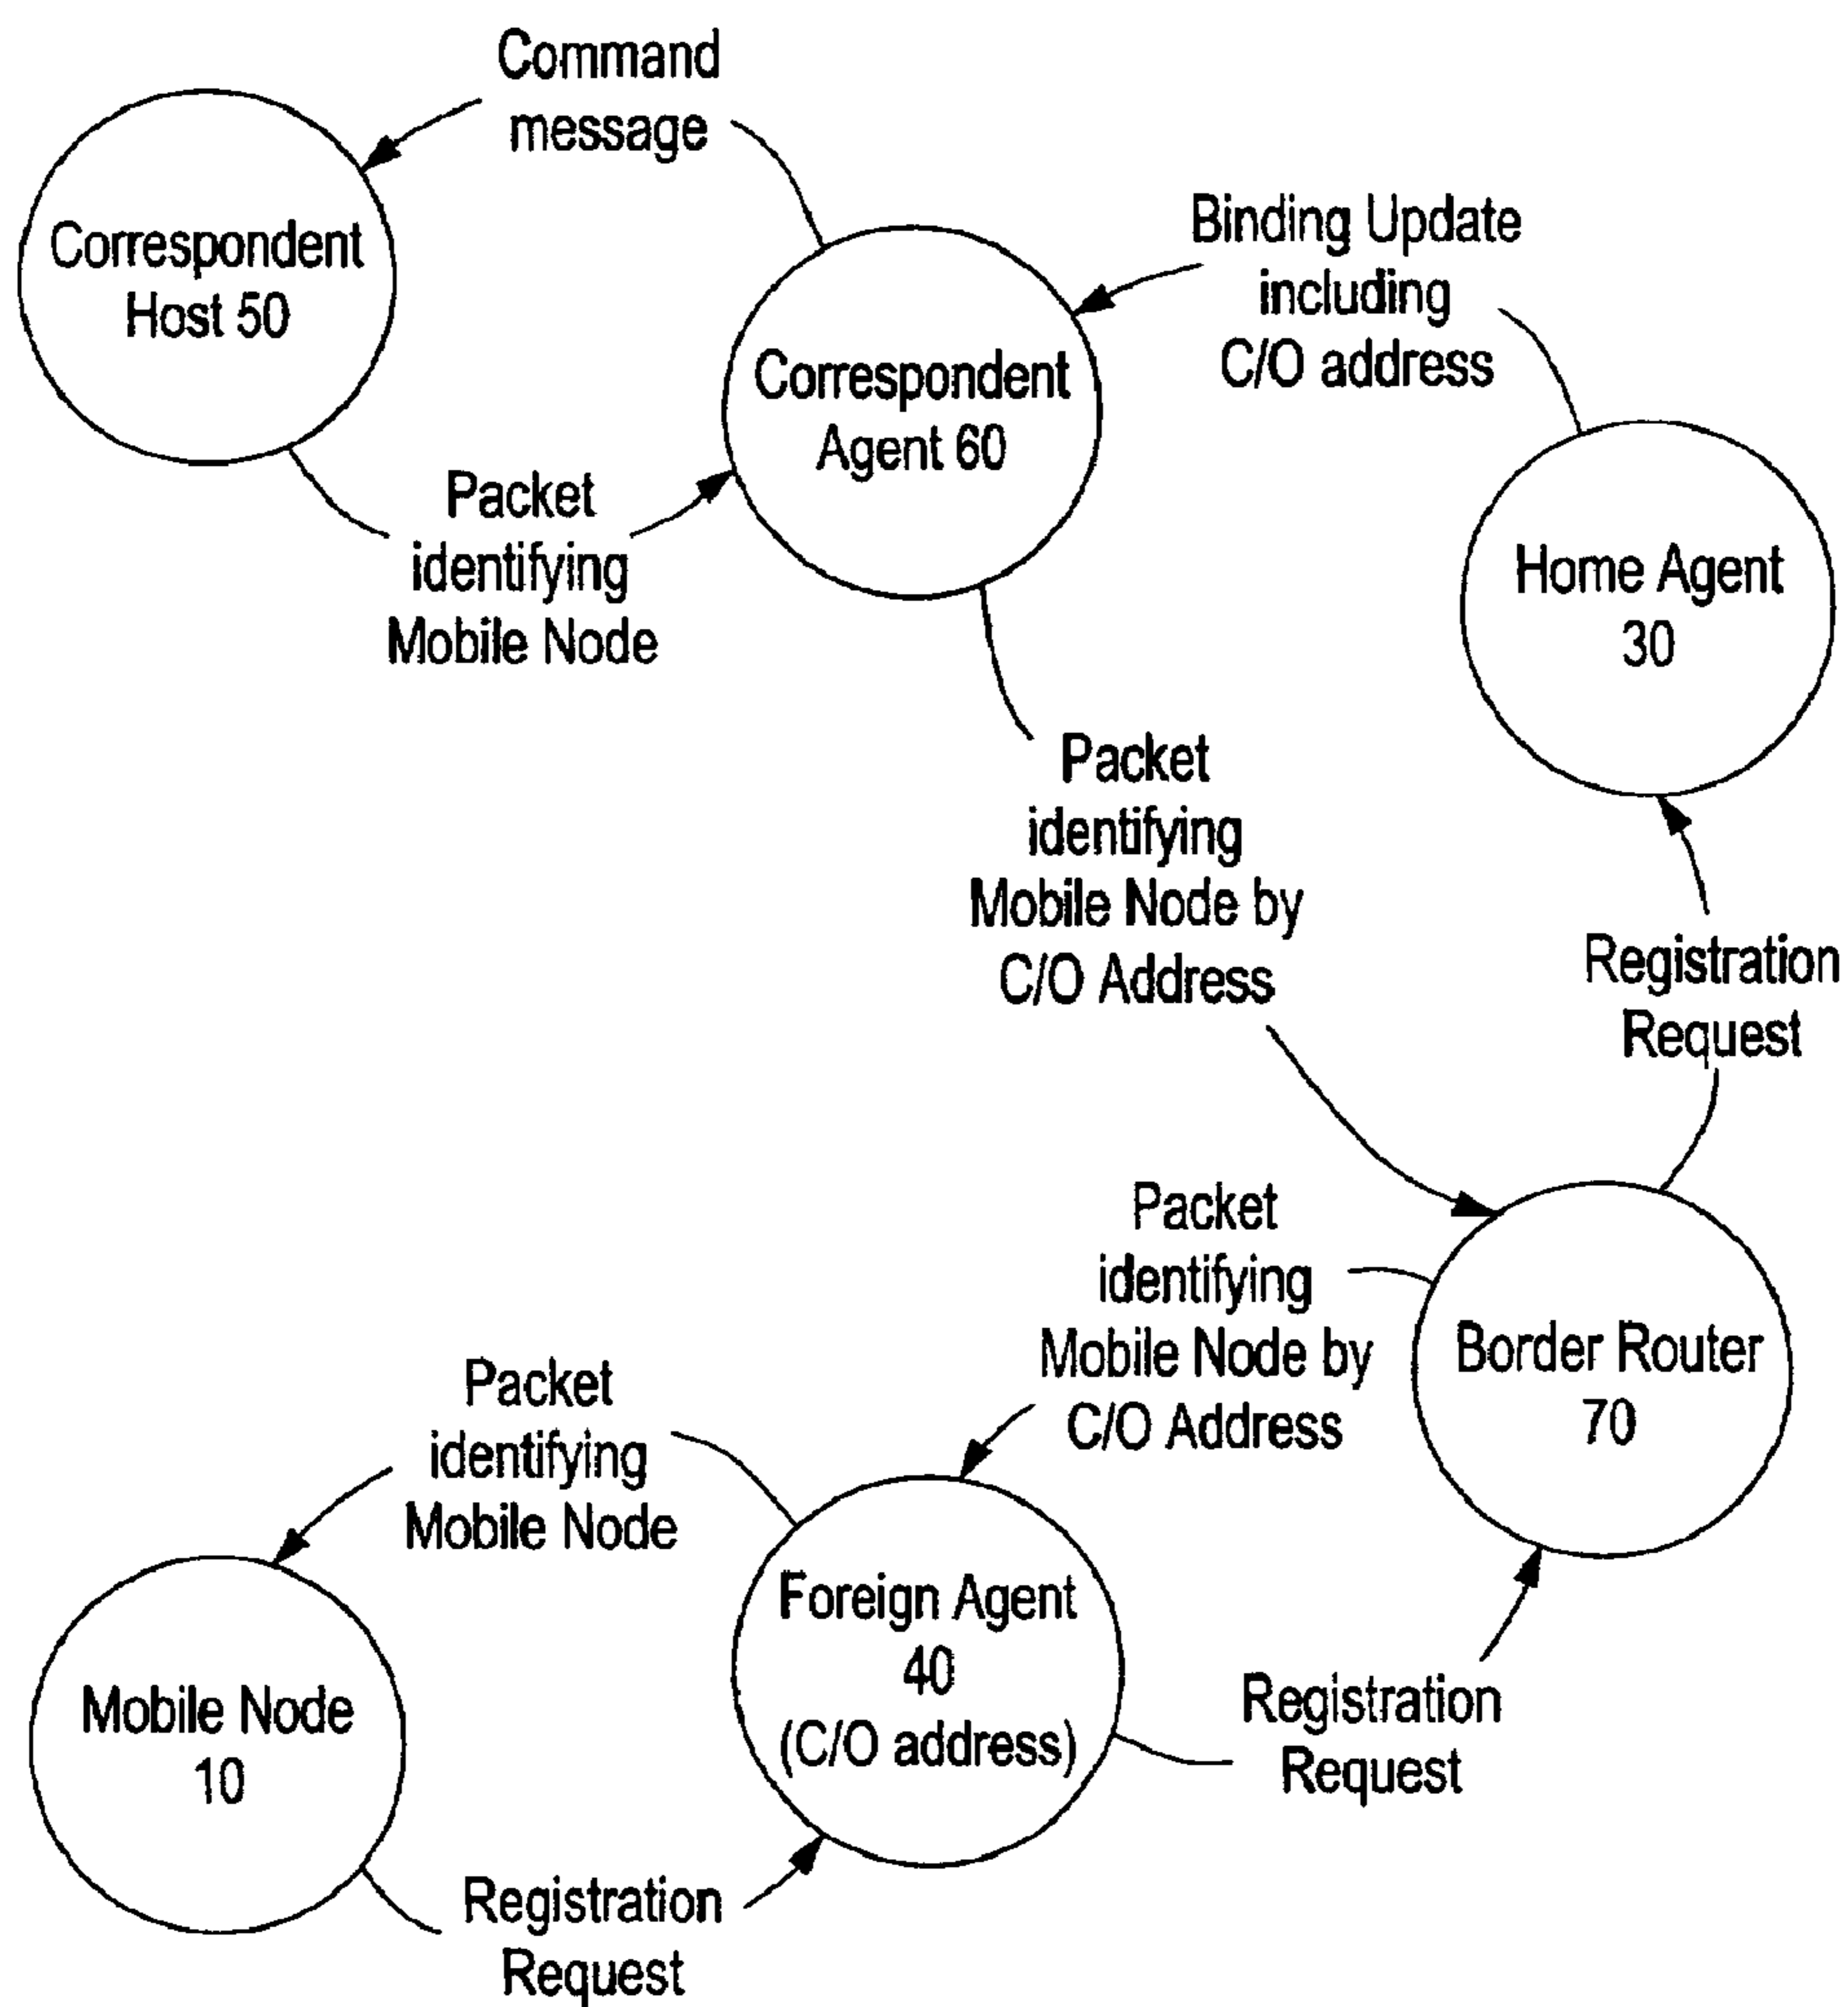 Command
message
Correspondent
Host 50
Binding Update
including
C/O address
Correspondent
Agent 60
Packet
identifying
Mobile Node
Home Agent
30
Packet
identifying
Mobile Node by
C/O Address
Registration
Request
Packet
identifying
Mobile Node by
C/O Address
Border Router
70
Packet
identifying
Mobile Node
Foreign Agent
40
(C/O address)
Mobile Node
10
Registration
Request
Registration
Request